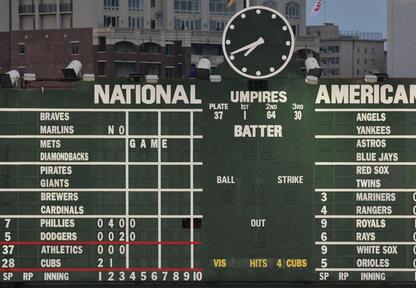 NATIONAL
UMPIRES
AMERICAN
PLATE 1ST 2ND 3RD
37 1 64 30
BATTER
BRAVES
MARLINS NO
METS GAME
DIAMONDBACKS
PIRATES
GIANTS
BREWERS
CARDINALS
7 PHILLIES 0 4 0 0
5 DODGERS 0 0 2 0
37 ATHLETICS 0 0 0
28 CUBS 2 1
SP RP INNING 1 2 3 4 5 6 7 8 9 10
BALL STRIKE
OUT
VIS HITS 4 CUBS
ANGELS
YANKEES
ASTROS
BLUE JAYS
RED SOX
TWINS
3 MARINERS
4 RANGERS
9 ROYALS
6 RAYS
9 WHITE SOX
5 ORIOLES
SP RP INNING